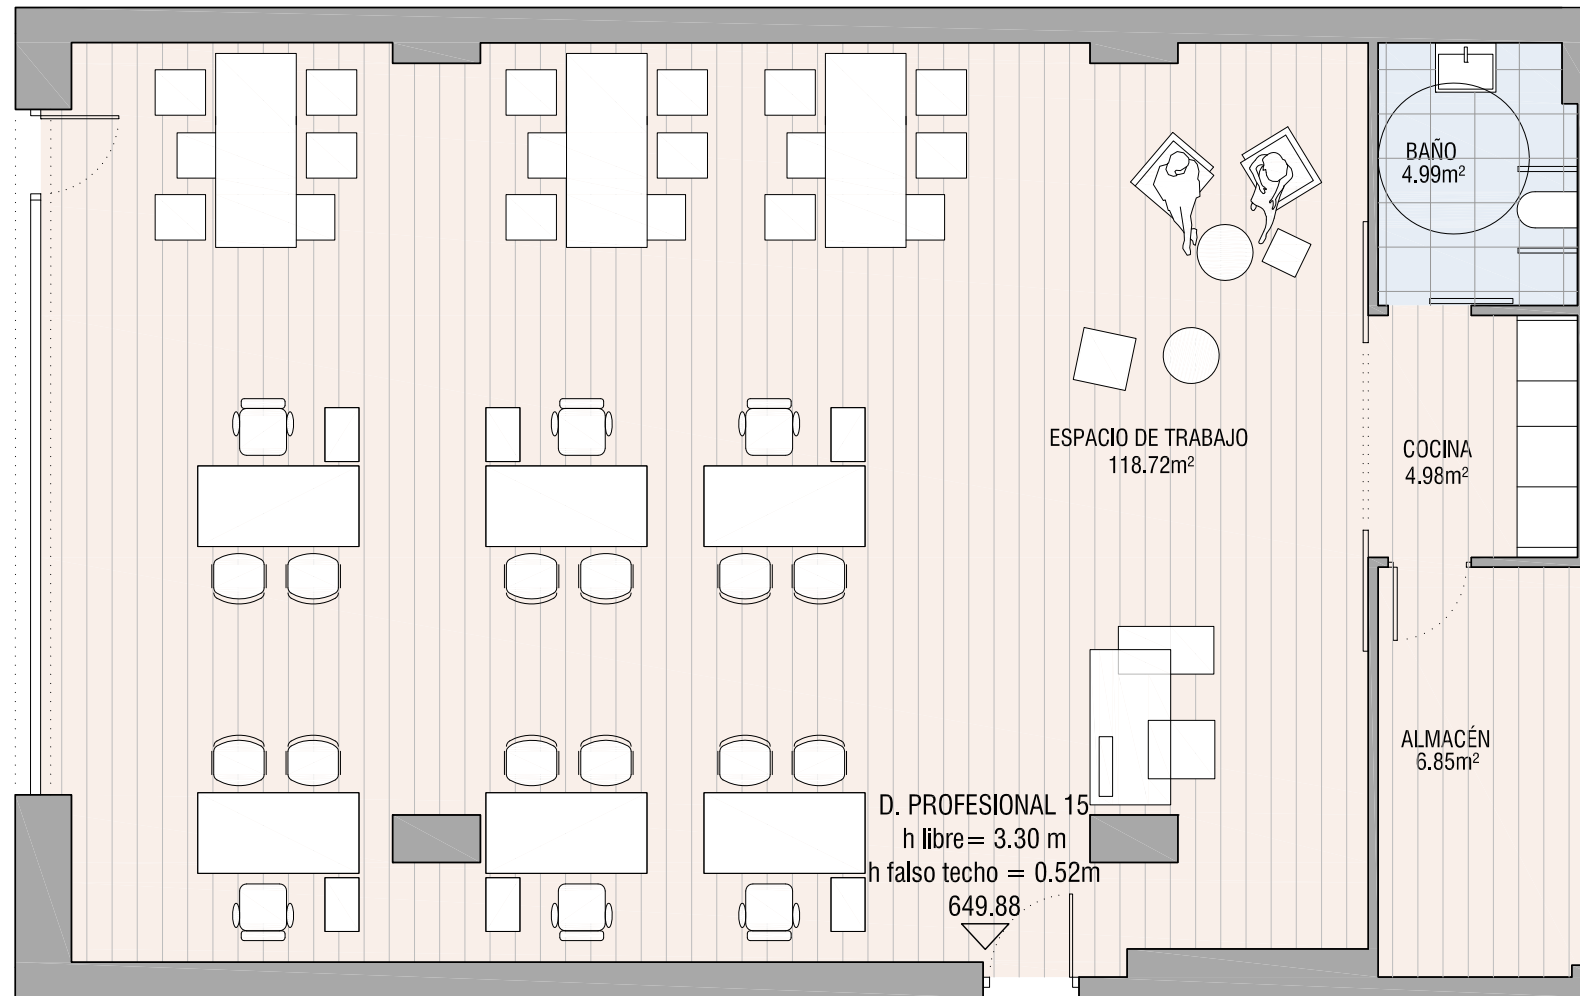 BAÑO
4.99m²
ESPACIO DE TRABAJO
118.72m²
COCINA
4.98m²
ALMACÉN
6.85m²
D. PROFESIONAL 15
h libre= 3.30 m
h falso techo = 0.52m
649.88